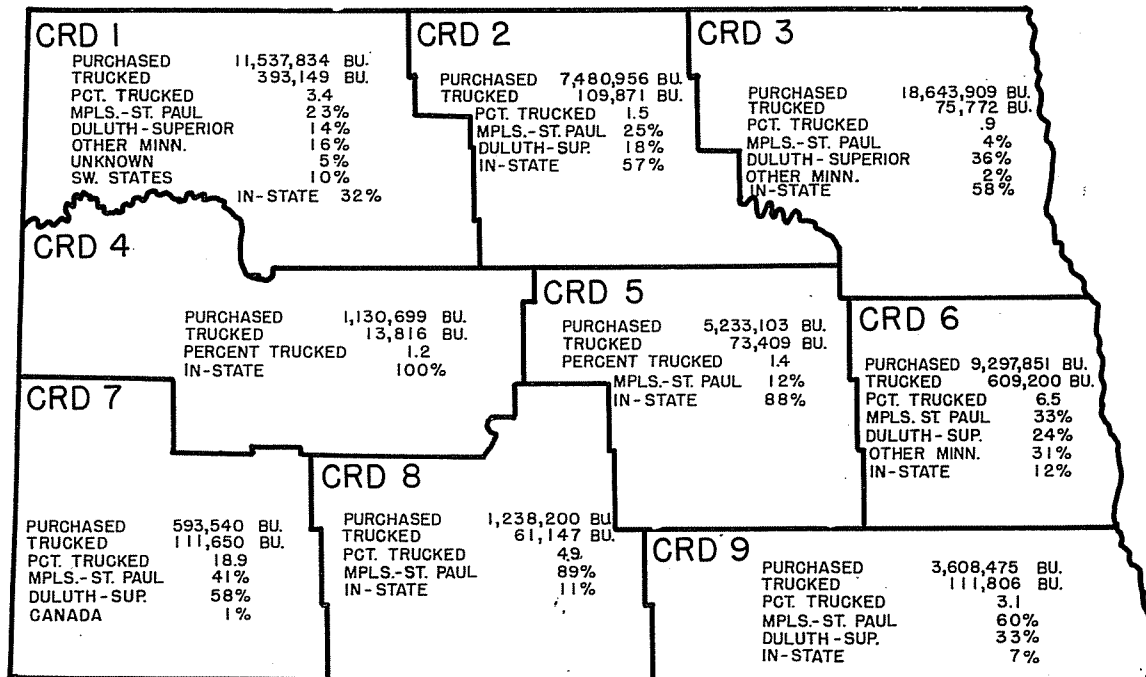 CRD 1
PURCHASED 11,537,834 BU.
TRUCKED 393,149 BU.
PCT. TRUCKED 3.4
MPLS.-ST. PAUL 23%
DULUTH-SUPERIOR 14%
OTHER MINN. 16%
UNKNOWN 5%
SW. STATES 10%
IN-STATE 32%
CRD 2
PURCHASED 7,480,956 BU.
TRUCKED 109,871 BU.
PCT. TRUCKED 1.5
MPLS.-ST. PAUL 25%
DULUTH-SUP. 18%
IN-STATE 57%
CRD 3
PURCHASED 18,643,909 BU.
TRUCKED 75,772 BU.
PCT. TRUCKED .9
MPLS.-ST. PAUL 4%
DULUTH-SUPERIOR 36%
OTHER MINN. 2%
IN-STATE 58%
CRD 4
PURCHASED 1,130,699 BU.
TRUCKED 13,816 BU.
PERCENT TRUCKED 1.2
IN-STATE 100%
CRD 5
PURCHASED 5,233,103 BU.
TRUCKED 73,409 BU.
PERCENT TRUCKED 1.4
MPLS.-ST. PAUL 12%
IN-STATE 88%
CRD 6
PURCHASED 9,297,851 BU.
TRUCKED 609,200 BU.
PCT. TRUCKED 6.5
MPLS. ST PAUL 33%
DULUTH-SUP. 24%
OTHER MINN. 31%
IN-STATE 12%
CRD 7
PURCHASED 593,540 BU.
TRUCKED 111,650 BU.
PCT. TRUCKED 18.9
MPLS.-ST. PAUL 41%
DULUTH-SUP. 58%
CANADA 1%
CRD 8
PURCHASED 1,238,200 BU
TRUCKED 61,147 BU.
PCT. TRUCKED 4.9
MPLS.-ST. PAUL 89%
IN-STATE 11%
CRD 9
PURCHASED 3,608,475 BU.
TRUCKED 111,806 BU.
PCT. TRUCKED 3.1
MPLS.-ST. PAUL 60%
DULUTH-SUP. 33%
IN-STATE 7%